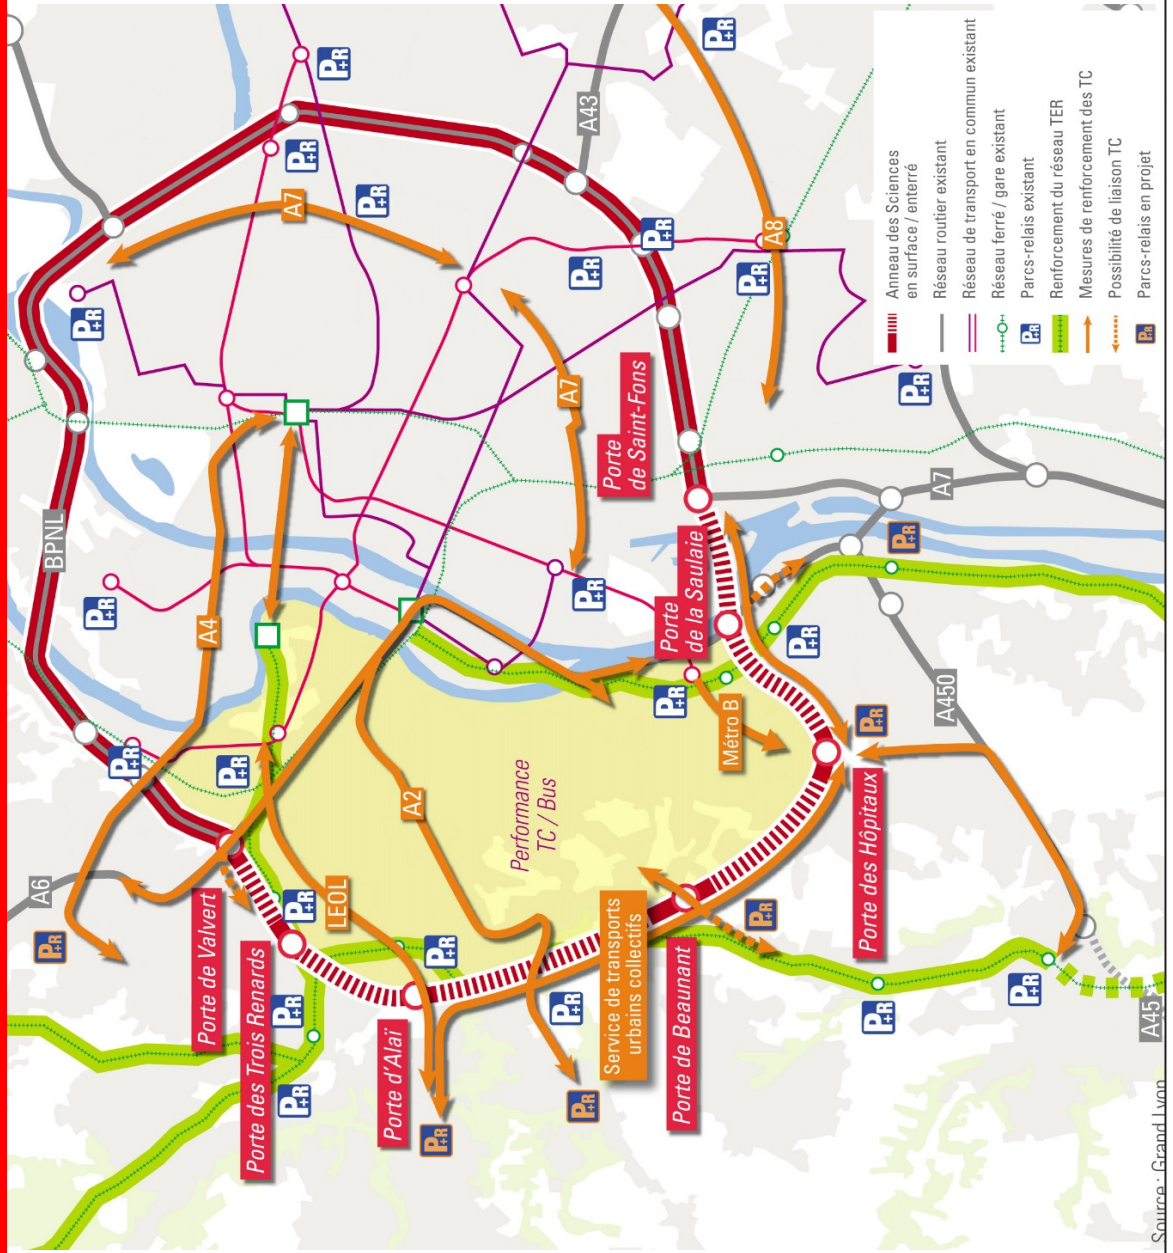 A6
P+R
BPNL
P+R
P+R
P+R
Porte de Valvert
A4
P+R
Porte des Trois Renards
P+R
P+R
P+R
A7
P+R
P+R
LEOL
Porte d'Alaï
P+R
A2
P+R
P+R
Performance
TC / Bus
P+R
P+R
A7
P+R
P+R
A43
Service de transports
urbains collectifs
Porte
de Saint-Fons
P+R
Porte de Beaunant
P+R
Porte
de la Saulaie
P+R
Métro B
P+R
P+R
P+R
A8
P+R
Porte des Hôpitaux
P+R
P+R
P+R
P+R
A450
A7
P+R
A45
Anneau des Sciences
en surface / enterré
Réseau routier existant
Réseau de transport en commun existant
Réseau ferré / gare existant
P+R Parcs-relais existant
Renforcement du réseau TER
Mesures de renforcement des TC
Possibilité de liaison TC
P+R Parcs-relais en projet
Source : Grand Lyon